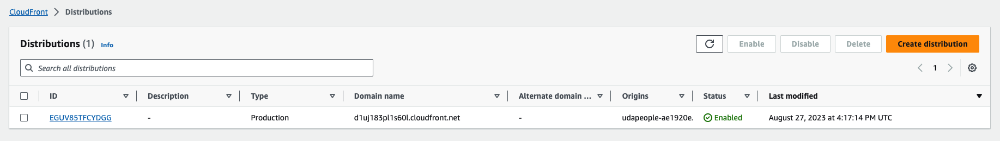 CloudFront > Distributions
Distributions (1) Info
Enable Disable Delete Create distribution
Search all distributions
1
ID Description Type Domain name Alternate domain ... Origins Status Last modified
EGUV85TFCYDGG - Production d1uj183pl1s60l.cloudfront.net - udapeople-ae1920e. Enabled August 27, 2023 at 4:17:14 PM UTC